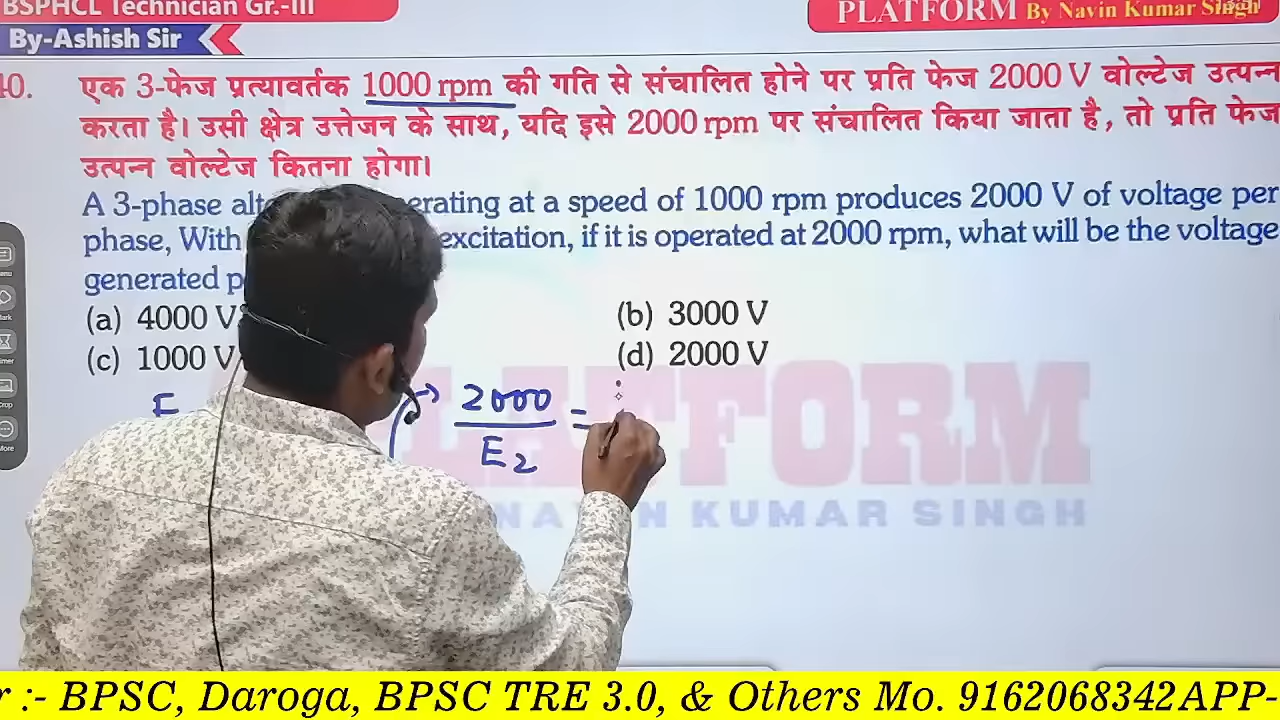 BSPHCL Technician Gr.-III
PLATFORM By Navin Kumar Singh
By-Ashish Sir
40. एक 3-फेज प्रत्यावर्तक 1000 rpm की गति से संचालित होने पर प्रति फेज 2000 V वोल्टेज उत्पन्न
करता है। उसी क्षेत्र उत्तेजन के साथ, यदि इसे 2000 rpm पर संचालित किया जाता है, तो प्रति फेज
उत्पन्न वोल्टेज कितना होगा।
A 3-phase alt erating at a speed of 1000 rpm produces 2000 V of voltage per
phase, With excitation, if it is operated at 2000 rpm, what will be the voltage
generated p
(a) 4000 V
(b) 3000 V
(c) 1000 V
(d) 2000 V
E
2000 =
E2
PLATFORM
NAVIN KUMAR SINGH
r :- BPSC, Daroga, BPSC TRE 3.0, & Others Mo. 9162068342APP-